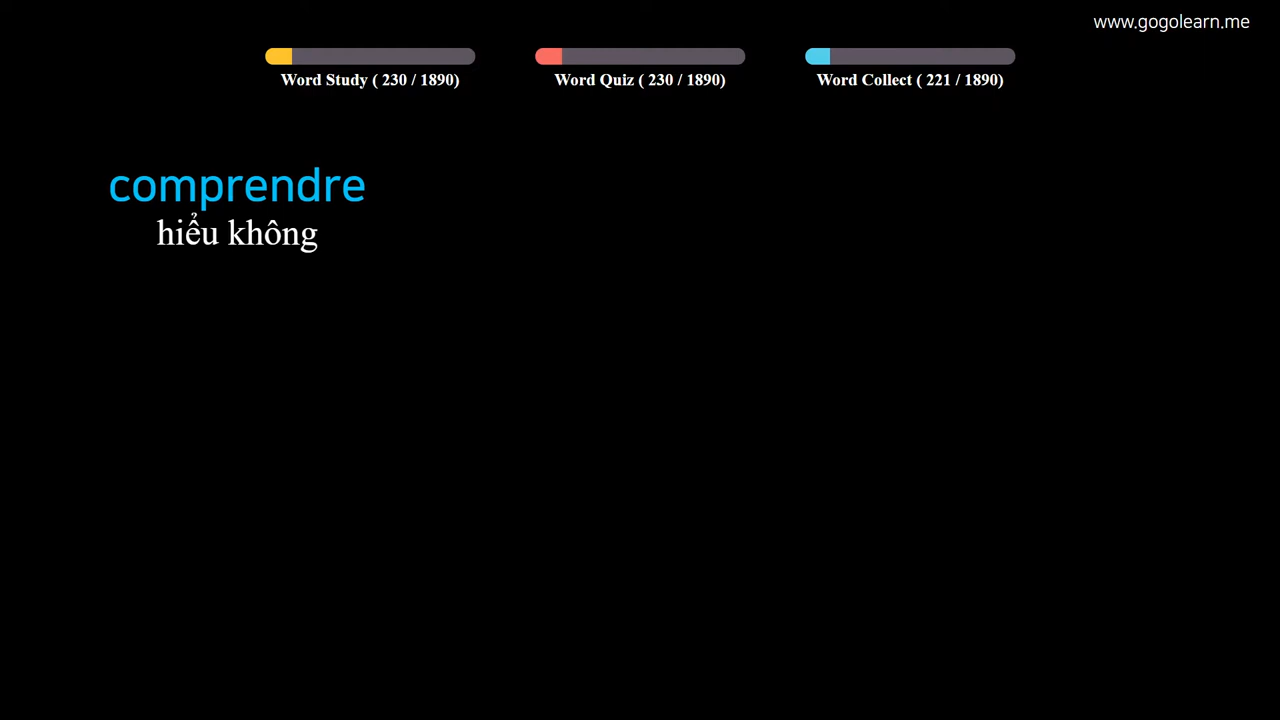 www.gogolearn.me
Word Study ( 230 / 1890)
Word Quiz ( 230 / 1890)
Word Collect ( 221 / 1890)
comprendre
hiểu không